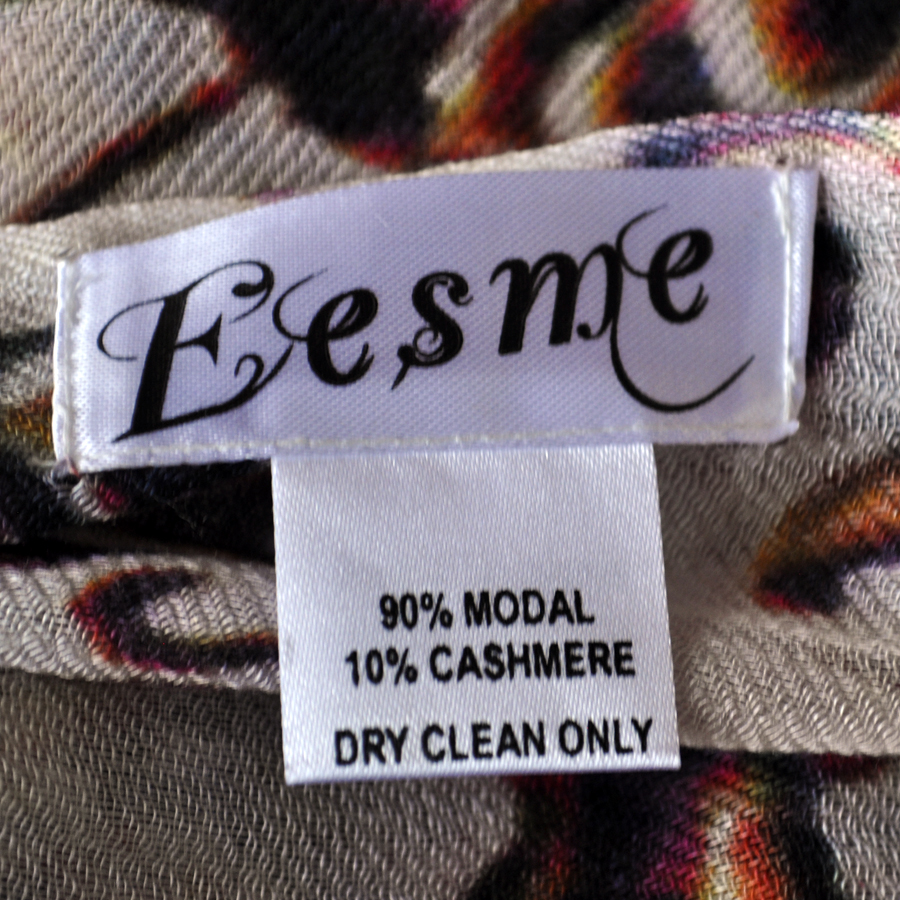 Eesme
90% MODAL
10% CASHMERE
DRY CLEAN ONLY